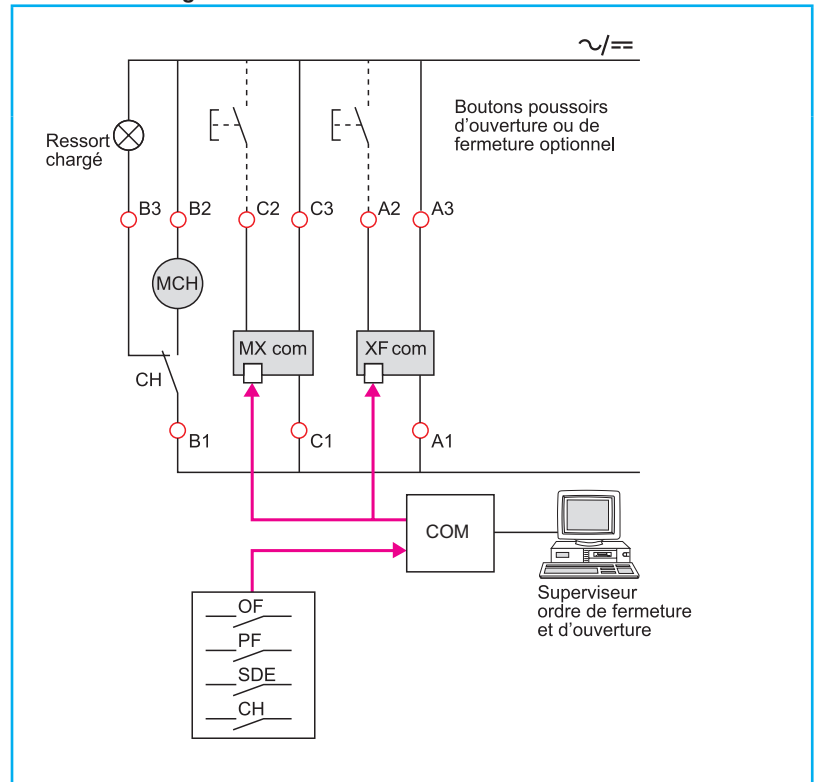 ~/==
Ressort
chargé
Boutons poussoirs
d'ouverture ou de
fermeture optionnel
B3 B2 C2 C3 A2 A3
MCH
MX com XF com
CH
B1 C1 A1
COM
Superviseur
ordre de fermeture
et d'ouverture
OF
PF
SDE
CH